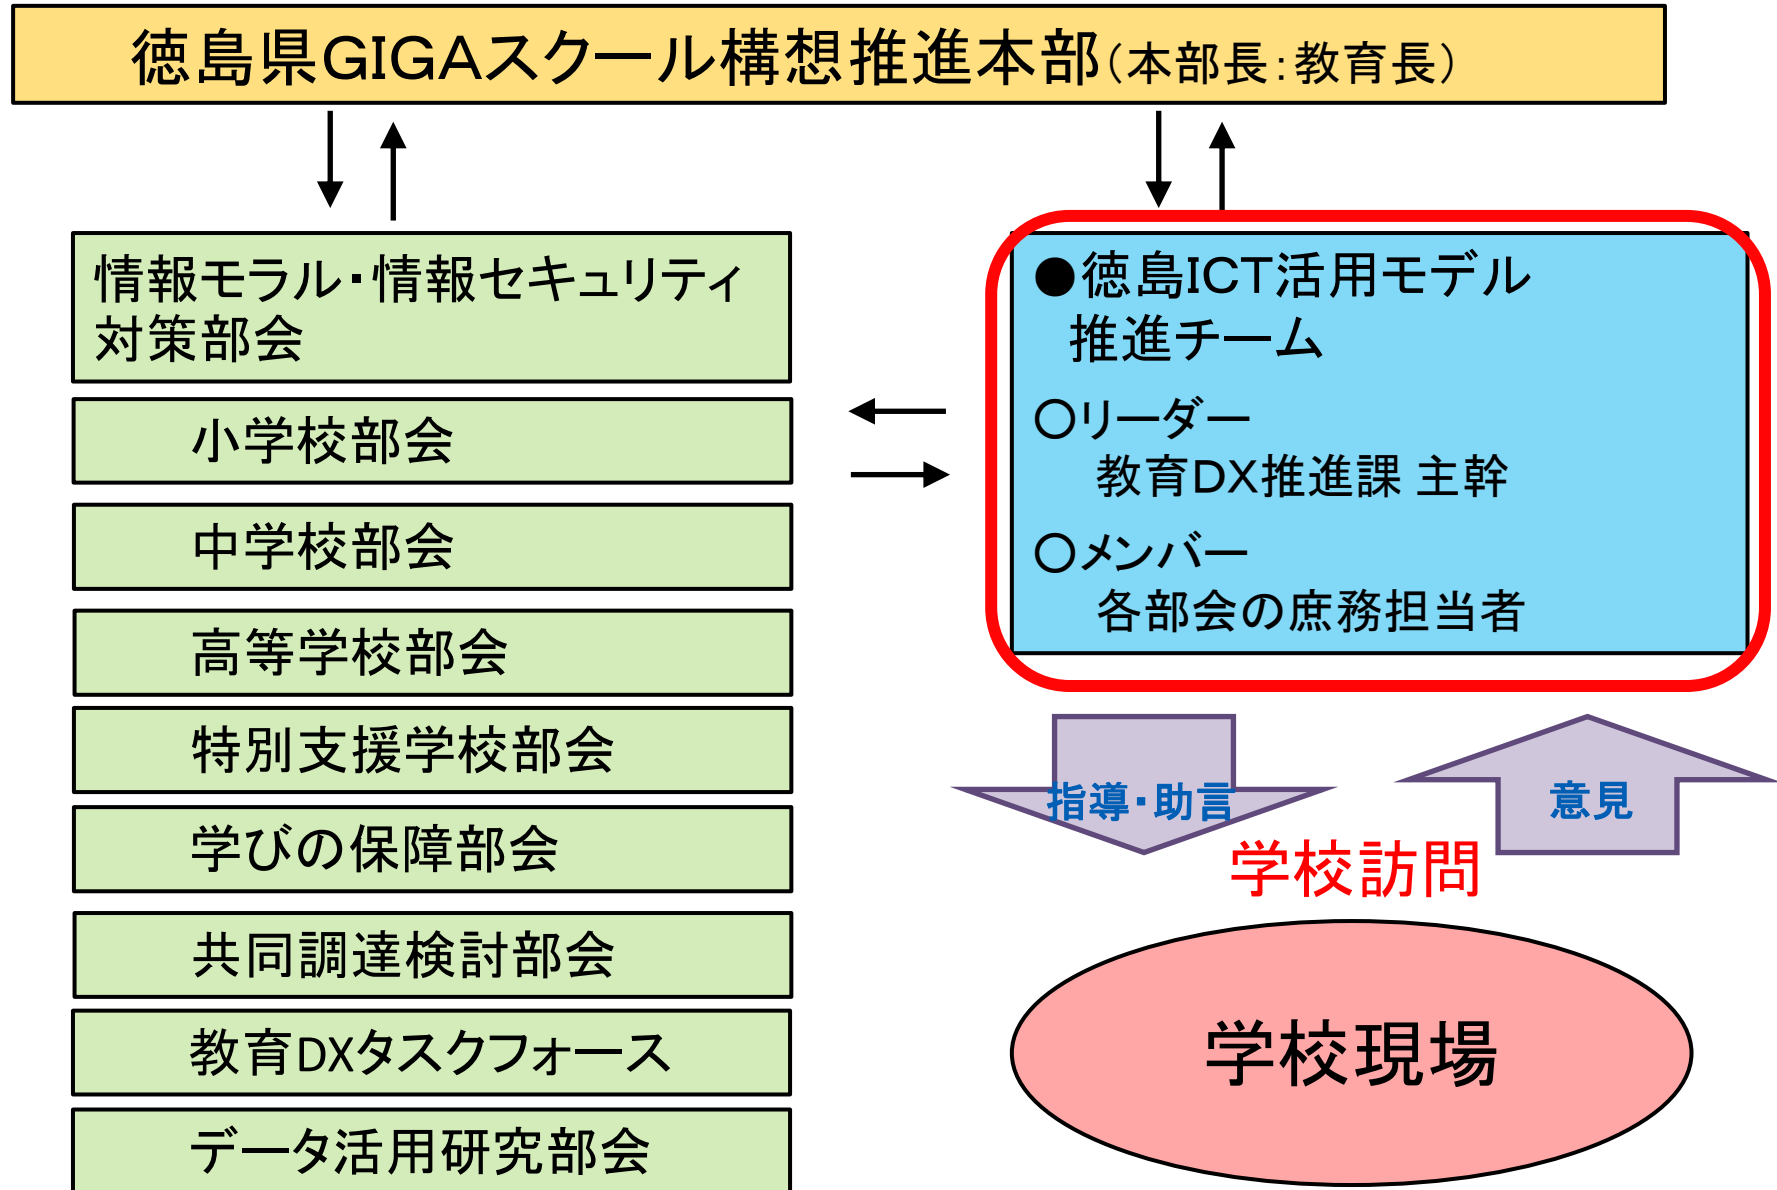 徳島県GIGAスクール構想推進本部（本部長：教育長）
情報モラル・情報セキュリティ
対策部会
小学校部会
中学校部会
高等学校部会
特別支援学校部会
学びの保障部会
共同調達検討部会
教育DXタスクフォース
データ活用研究部会
●徳島ICT活用モデル
推進チーム
○リーダー
教育DX推進課 主幹
○メンバー
各部会の庶務担当者
指導・助言
意見
学校訪問
学校現場